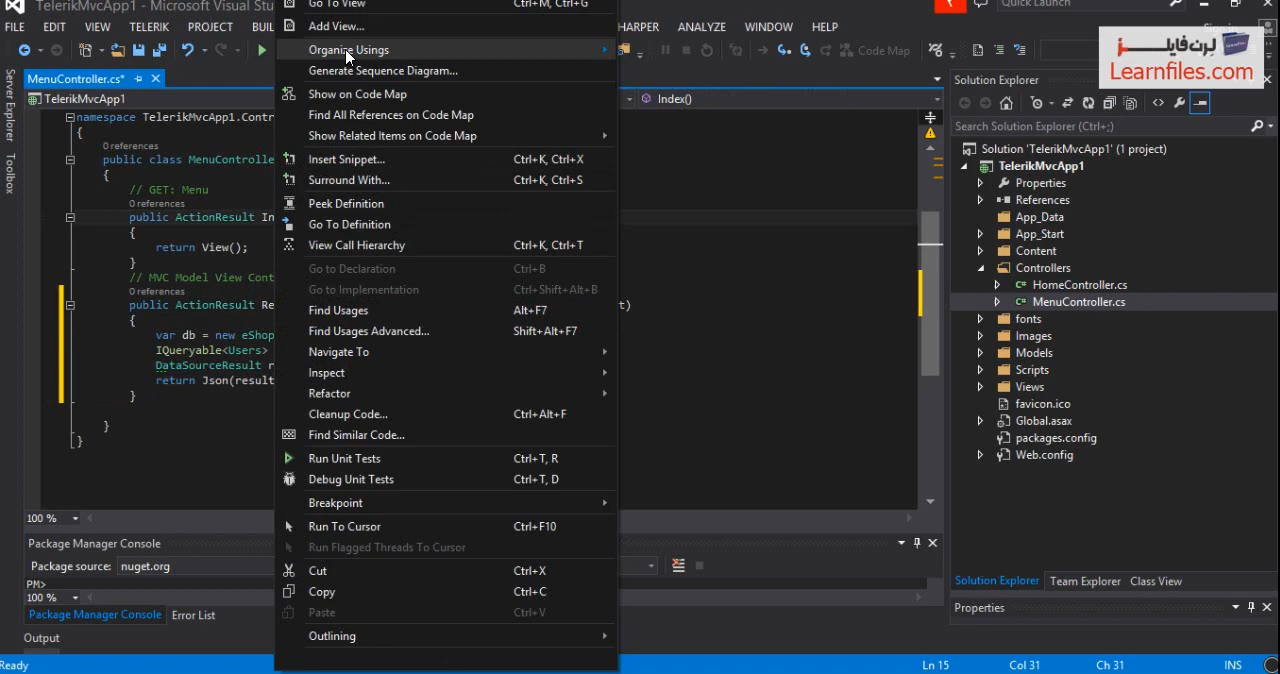 TelerikMvcApp1 - Microsoft Visual Stu
Quick Launch
FILE EDIT VIEW TELERIK PROJECT BUI
HARPER ANALYZE WINDOW HELP
Code Map
لرن فایلز
Learnfiles.com
MenuController.cs*
TelerikMvcApp1
Index()
Server Explorer
Toolbox
namespace TelerikMvcApp1.Contr
{
0 references
public class MenuControlle
{
// GET: Menu
0 references
public ActionResult In
{
return View();
}
// MVC Model View Cont
0 references
public ActionResult Re
t)
{
var db = new eShop
IQueryable<Users>
DataSourceResult r
return Json(result
}
}
}
100 %
Go To View Ctrl+M, Ctrl+G
Add View...
Organize Usings
Generate Sequence Diagram...
Show on Code Map
Find All References on Code Map
Show Related Items on Code Map
Insert Snippet... Ctrl+K, Ctrl+X
Surround With... Ctrl+K, Ctrl+S
Peek Definition
Go To Definition
View Call Hierarchy Ctrl+K, Ctrl+T
Go to Declaration Ctrl+B
Go to Implementation Ctrl+Shift+Alt+B
Find Usages Alt+F7
Find Usages Advanced... Shift+Alt+F7
Navigate To
Inspect
Refactor
Cleanup Code... Ctrl+Alt+F
Find Similar Code...
Run Unit Tests Ctrl+T, R
Debug Unit Tests Ctrl+T, D
Breakpoint
Run To Cursor Ctrl+F10
Run Flagged Threads To Cursor
Cut Ctrl+X
Copy Ctrl+C
Paste Ctrl+V
Outlining
Solution Explorer
Search Solution Explorer (Ctrl+;)
Solution 'TelerikMvcApp1' (1 project)
TelerikMvcApp1
Properties
References
App_Data
App_Start
Content
Controllers
HomeController.cs
MenuController.cs
fonts
Images
Models
Scripts
Views
favicon.ico
Global.asax
packages.config
Web.config
Solution Explorer Team Explorer Class View
Properties
Package Manager Console
Package source: nuget.org
PM>
100 %
Package Manager Console Error List
Output
Ready
Ln 15 Col 31 Ch 31 INS